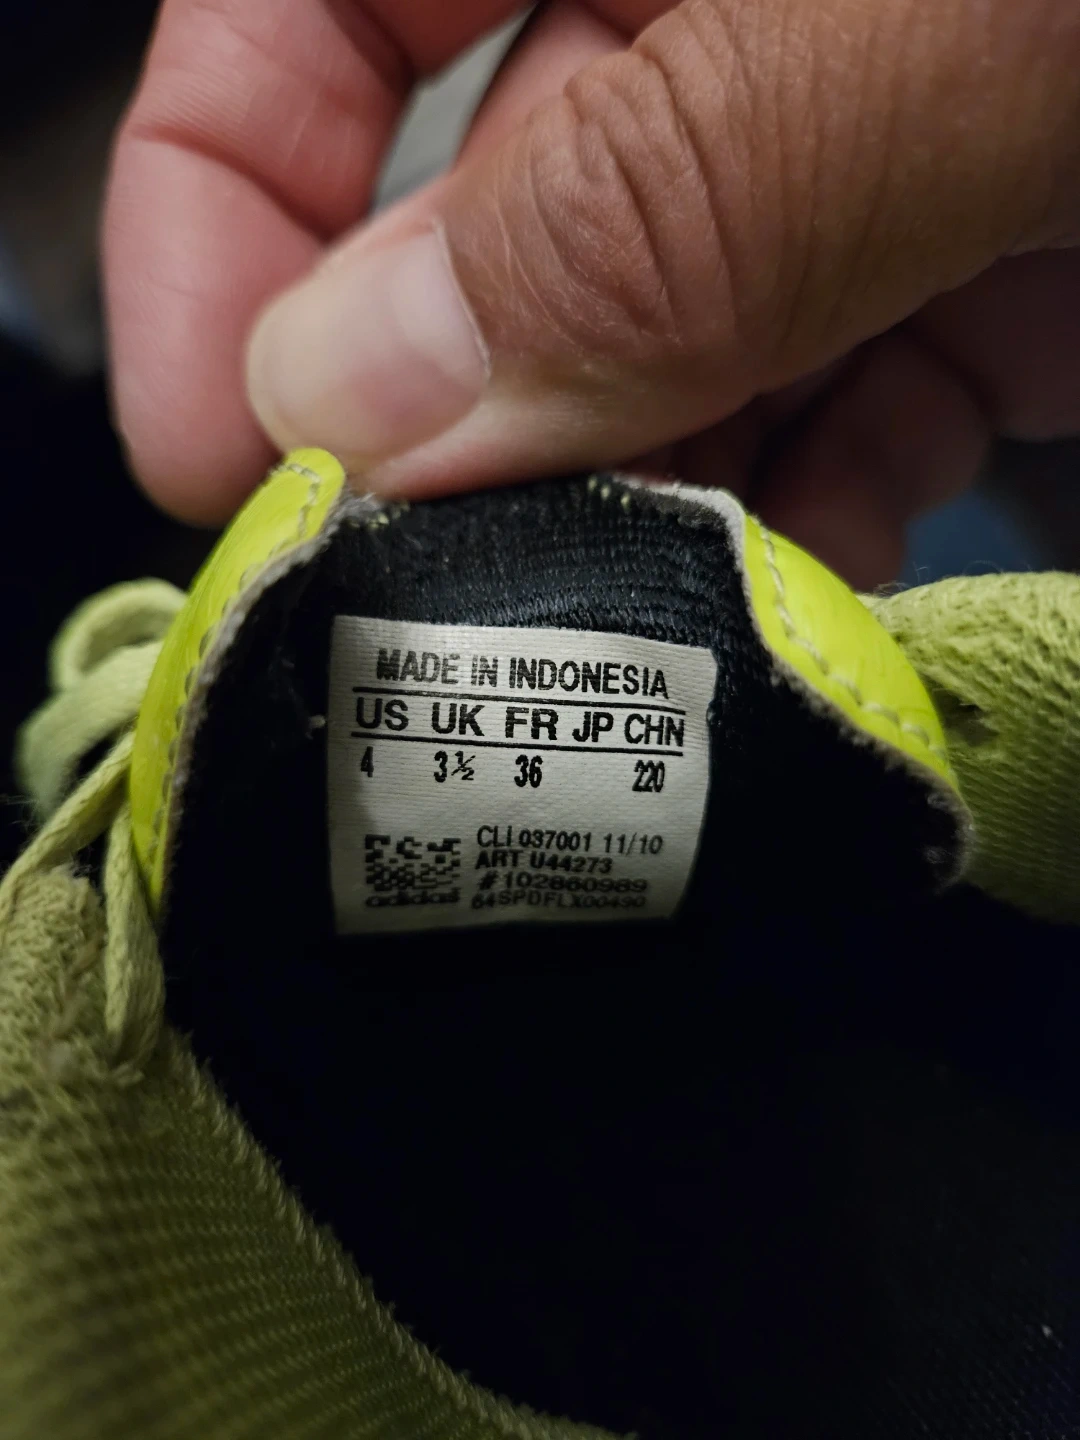 MADE IN INDONESIA
US UK FR JP CHN
4 3½ 36 220
CLI 037001 11/10
ART U44273
#102860989
adidas 64SPDFLX00490